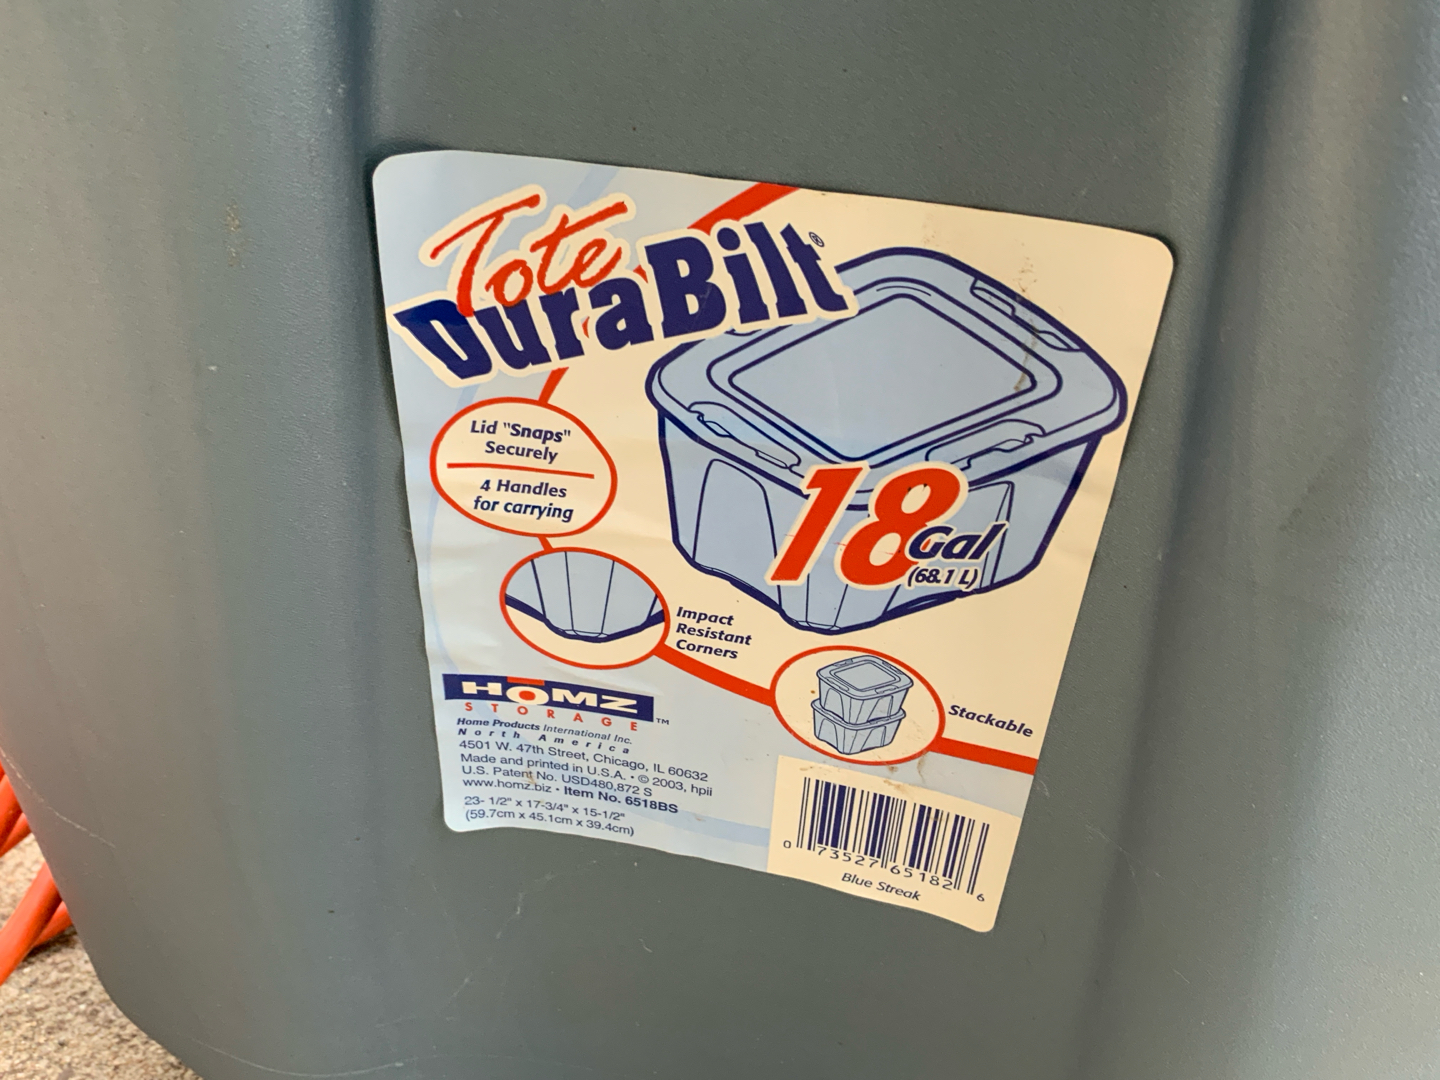 Tote
DuraBilt®
Lid "Snaps"
Securely
4 Handles
for carrying
18 Gal
(68.1 L)
Impact
Resistant
Corners
Stackable
HOMZ
STORAGE™
Home Products International Inc.
North America
4501 W. 47th Street, Chicago, IL 60632
Made and printed in U.S.A. • © 2003, hpii
U.S. Patent No. USD480,872 S
www.homz.biz • Item No. 6518BS
23- 1/2" x 17-3/4" x 15-1/2"
(59.7cm x 45.1cm x 39.4cm)
0 73527 65182 6
Blue Streak